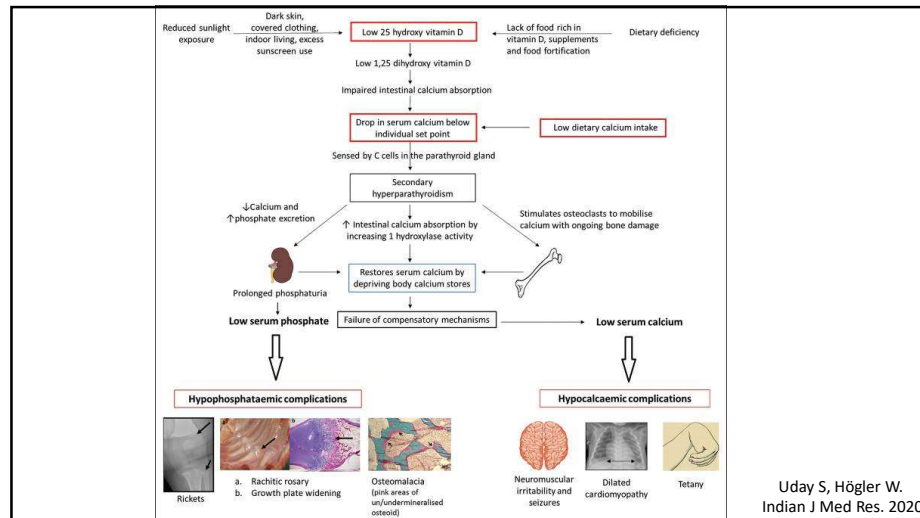 Dark skin,
covered clothing,
indoor living, excess
sunscreen use
Reduced sunlight
exposure
Low 25 hydroxy vitamin D
Lack of food rich in
vitamin D, supplements
and food fortification
Dietary deficiency
Low 1,25 dihydroxy vitamin D
Impaired intestinal calcium absorption
Drop in serum calcium below
individual set point
Low dietary calcium intake
Sensed by C cells in the parathyroid gland
Secondary
hyperparathyroidism
↓Calcium and
↑phosphate excretion
↑ Intestinal calcium absorption by
increasing 1 hydroxylase activity
Stimulates osteoclasts to mobilise
calcium with ongoing bone damage
Restores serum calcium by
depriving body calcium stores
Prolonged phosphaturia
Low serum phosphate
Failure of compensatory mechanisms
Low serum calcium
Hypophosphataemic complications
Hypocalcaemic complications
Rickets
a. Rachitic rosary
b. Growth plate widening
Osteomalacia
(pink areas of
un/undermineralised
osteoid)
Neuromuscular
irritability and
seizures
Dilated
cardiomyopathy
Tetany
Uday S, Högler W.
Indian J Med Res. 2020